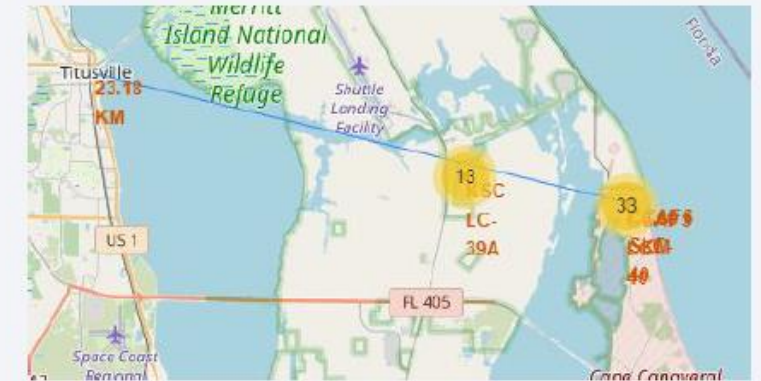 Merritt
Island National
Wildlife
Refuge
Titusville
23.18
KM
Shuttle
Landing
Facility
Florida
13
KSC
LC-
39A
33
40
US 1
FL 405
Space Coast
Regional
Cape Canaveral